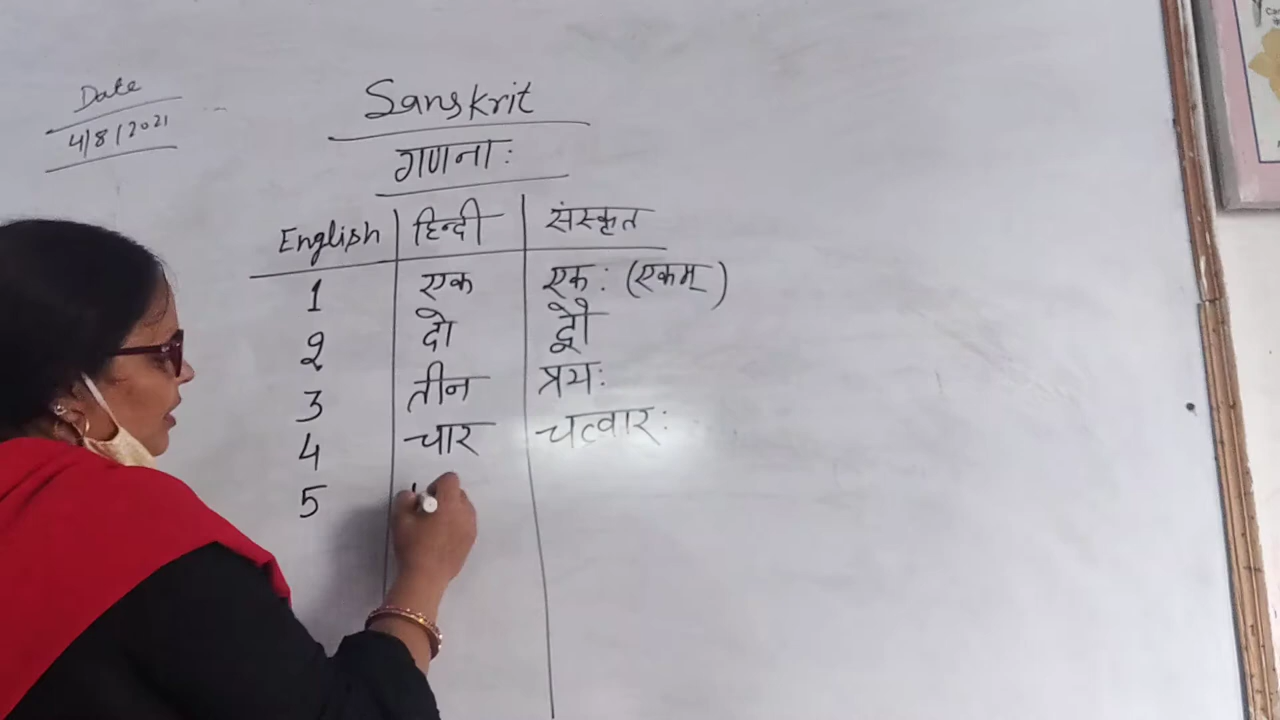 Date
4/8/2021
Sanskrit
गणनाः
English हिन्दी संस्कृत
1 एक एकः (एकम्)
2 दो द्वौ
3 तीन त्रयः
4 चार चत्वारः
5